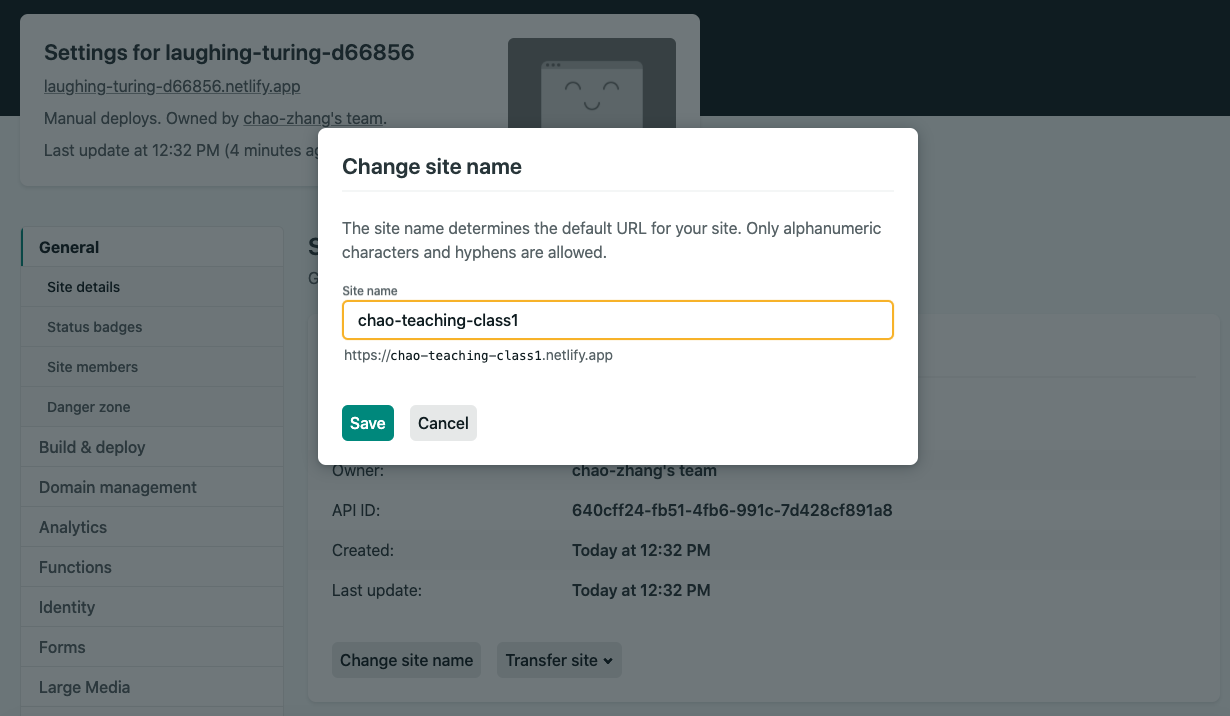 Settings for laughing-turing-d66856
laughing-turing-d66856.netlify.app
Manual deploys. Owned by chao-zhang's team.
Last update at 12:32 PM (4 minutes
General
Site details
Status badges
Site members
Danger zone
Build & deploy
Domain management
Analytics
Functions
Identity
Forms
Large Media
Change site name
The site name determines the default URL for your site. Only alphanumeric
characters and hyphens are allowed.
Site name
chao-teaching-class1
https://chao-teaching-class1.netlify.app
Save Cancel
Owner: chao-zhang's team
API ID: 640cff24-fb51-4fb6-991c-7d428cf891a8
Created: Today at 12:32 PM
Last update: Today at 12:32 PM
Change site name Transfer site